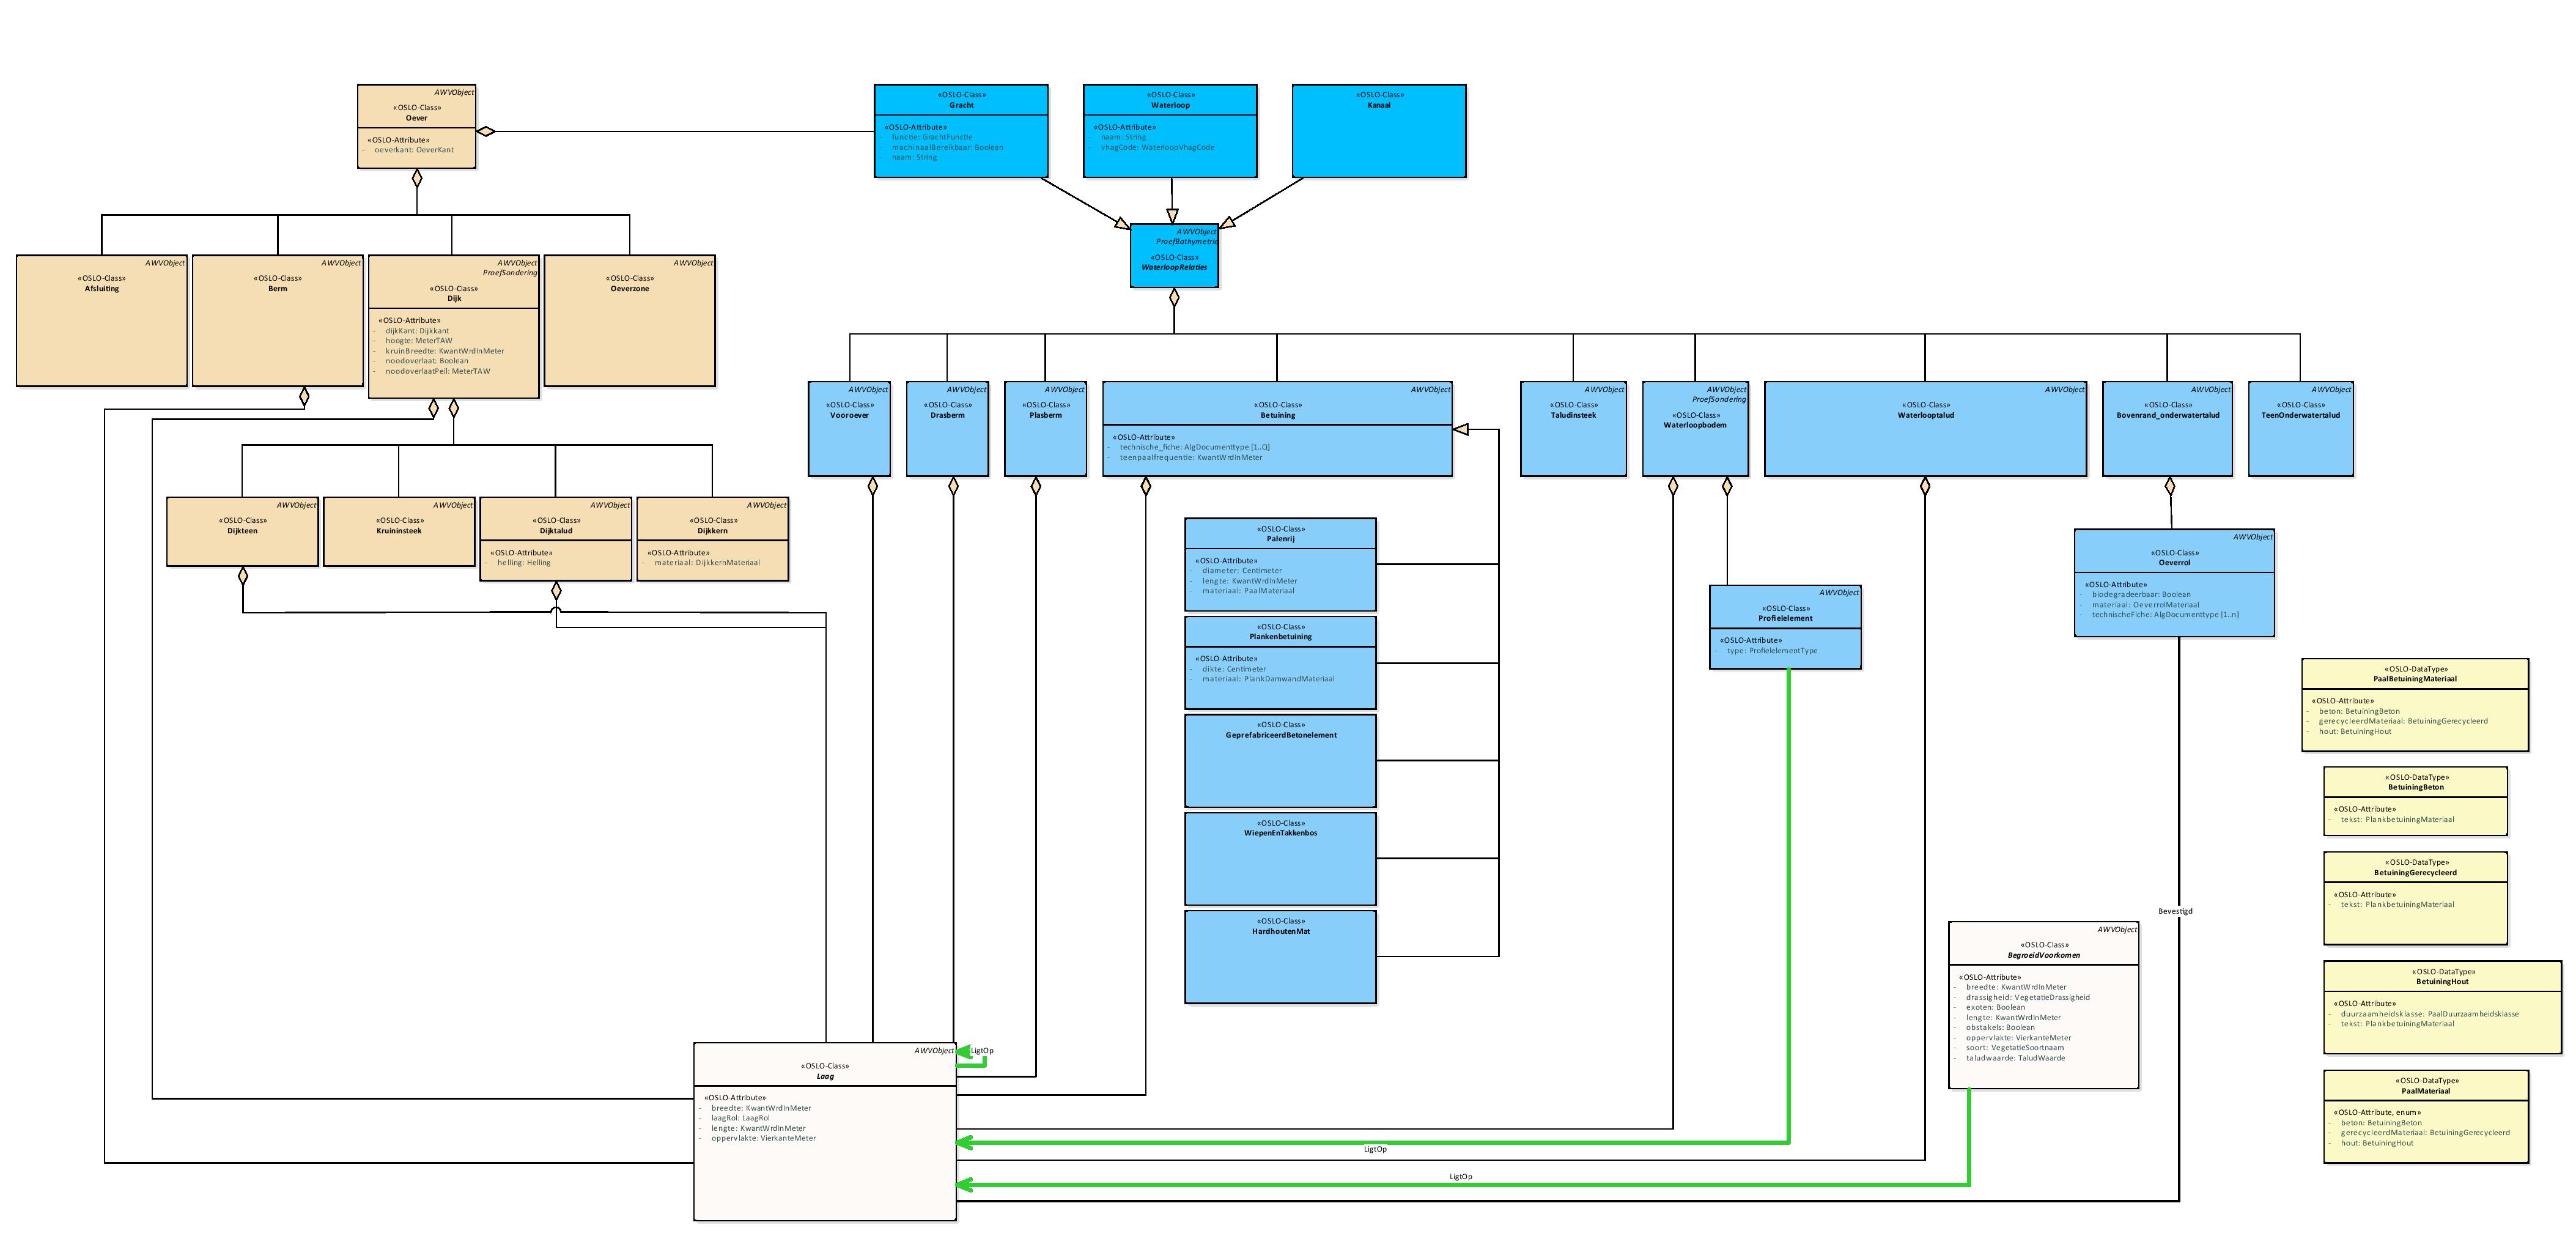 AWVObject
«OSLO-Class»
Oever
«OSLO-Attribute»
- oeverkant: OeverKant
«OSLO-Class»
Gracht
«OSLO-Attribute»
- functie: GrachtFunctie
- machinaalBereikbaar: Boolean
- naam: String
«OSLO-Class»
Waterloop
«OSLO-Attribute»
- naam: String
- vhagCode: WaterloopVhagCode
«OSLO-Class»
Kanaal
AWVObject
ProefBathymetrie
«OSLO-Class»
WaterloopRelaties
AWVObject
«OSLO-Class»
Afsluiting
AWVObject
«OSLO-Class»
Berm
AWVObject
ProefSondering
«OSLO-Class»
Dijk
«OSLO-Attribute»
- dijkKant: Dijkkant
- hoogte: MeterTAW
- kruinBreedte: KwantWrdInMeter
- noodoverlaat: Boolean
- noodoverlaatPeil: MeterTAW
AWVObject
«OSLO-Class»
Oeverzone
AWVObject
«OSLO-Class»
Vooroever
AWVObject
«OSLO-Class»
Drasberm
AWVObject
«OSLO-Class»
Plasberm
AWVObject
«OSLO-Class»
Betuining
«OSLO-Attribute»
- technische_fiche: AlgDocumenttype [1..Q]
- teenpaalfrequentie: KwantWrdInMeter
AWVObject
«OSLO-Class»
Taludinsteek
AWVObject
ProefSondering
«OSLO-Class»
Waterloopbodem
AWVObject
«OSLO-Class»
Waterlooptalud
AWVObject
«OSLO-Class»
Bovenrand_onderwatertalud
AWVObject
«OSLO-Class»
TeenOnderwatertalud
AWVObject
«OSLO-Class»
Dijkteen
AWVObject
«OSLO-Class»
Kruininsteek
AWVObject
«OSLO-Class»
Dijktalud
«OSLO-Attribute»
- helling: Helling
AWVObject
«OSLO-Class»
Dijkkern
«OSLO-Attribute»
- materiaal: DijkkernMateriaal
«OSLO-Class»
Palenrij
«OSLO-Attribute»
- diameter: Centimeter
- lengte: KwantWrdInMeter
- materiaal: PaalMateriaal
«OSLO-Class»
Plankenbetuining
«OSLO-Attribute»
- dikte: Centimeter
- materiaal: PlankDamwandMateriaal
«OSLO-Class»
GeprefabriceerdBetonelement
«OSLO-Class»
WiepenEnTakkenbos
«OSLO-Class»
HardhoutenMat
AWVObject
«OSLO-Class»
Profielelement
«OSLO-Attribute»
- type: ProfielelementType
AWVObject
«OSLO-Class»
Oeverrol
«OSLO-Attribute»
- biodegradeerbaar: Boolean
- materiaal: OeverrolMateriaal
- technischeFiche: AlgDocumenttype [1..n]
«OSLO-DataType»
PaalBetuiningMateriaal
«OSLO-Attribute»
- beton: BetuiningBeton
- gerecycleerdMateriaal: BetuiningGerecycleerd
- hout: BetuiningHout
«OSLO-DataType»
BetuiningBeton
«OSLO-Attribute»
- tekst: PlankbetuiningMateriaal
«OSLO-DataType»
BetuiningGerecycleerd
«OSLO-Attribute»
- tekst: PlankbetuiningMateriaal
«OSLO-DataType»
BetuiningHout
«OSLO-Attribute»
- duurzaamheidsklasse: PaalDuurzaamheidsklasse
- tekst: PlankbetuiningMateriaal
«OSLO-DataType»
PaalMateriaal
«OSLO-Attribute, enum»
- beton: BetuiningBeton
- gerecycleerdMateriaal: BetuiningGerecycleerd
- hout: BetuiningHout
Bevestigd
AWVObject
«OSLO-Class»
BegroeidVoorkomen
«OSLO-Attribute»
- breedte: KwantWrdInMeter
- drassigheid: VegetatieDrassigheid
- exoten: Boolean
- lengte: KwantWrdInMeter
- obstakels: Boolean
- oppervlakte: VierkanteMeter
- soort: VegetatieSoortnaam
- taludwaarde: TaludWaarde
AWVObject
«OSLO-Class»
Laag
«OSLO-Attribute»
- breedte: KwantWrdInMeter
- laagRol: LaagRol
- lengte: KwantWrdInMeter
- oppervlakte: VierkanteMeter
LigtOp
LigtOp
LigtOp